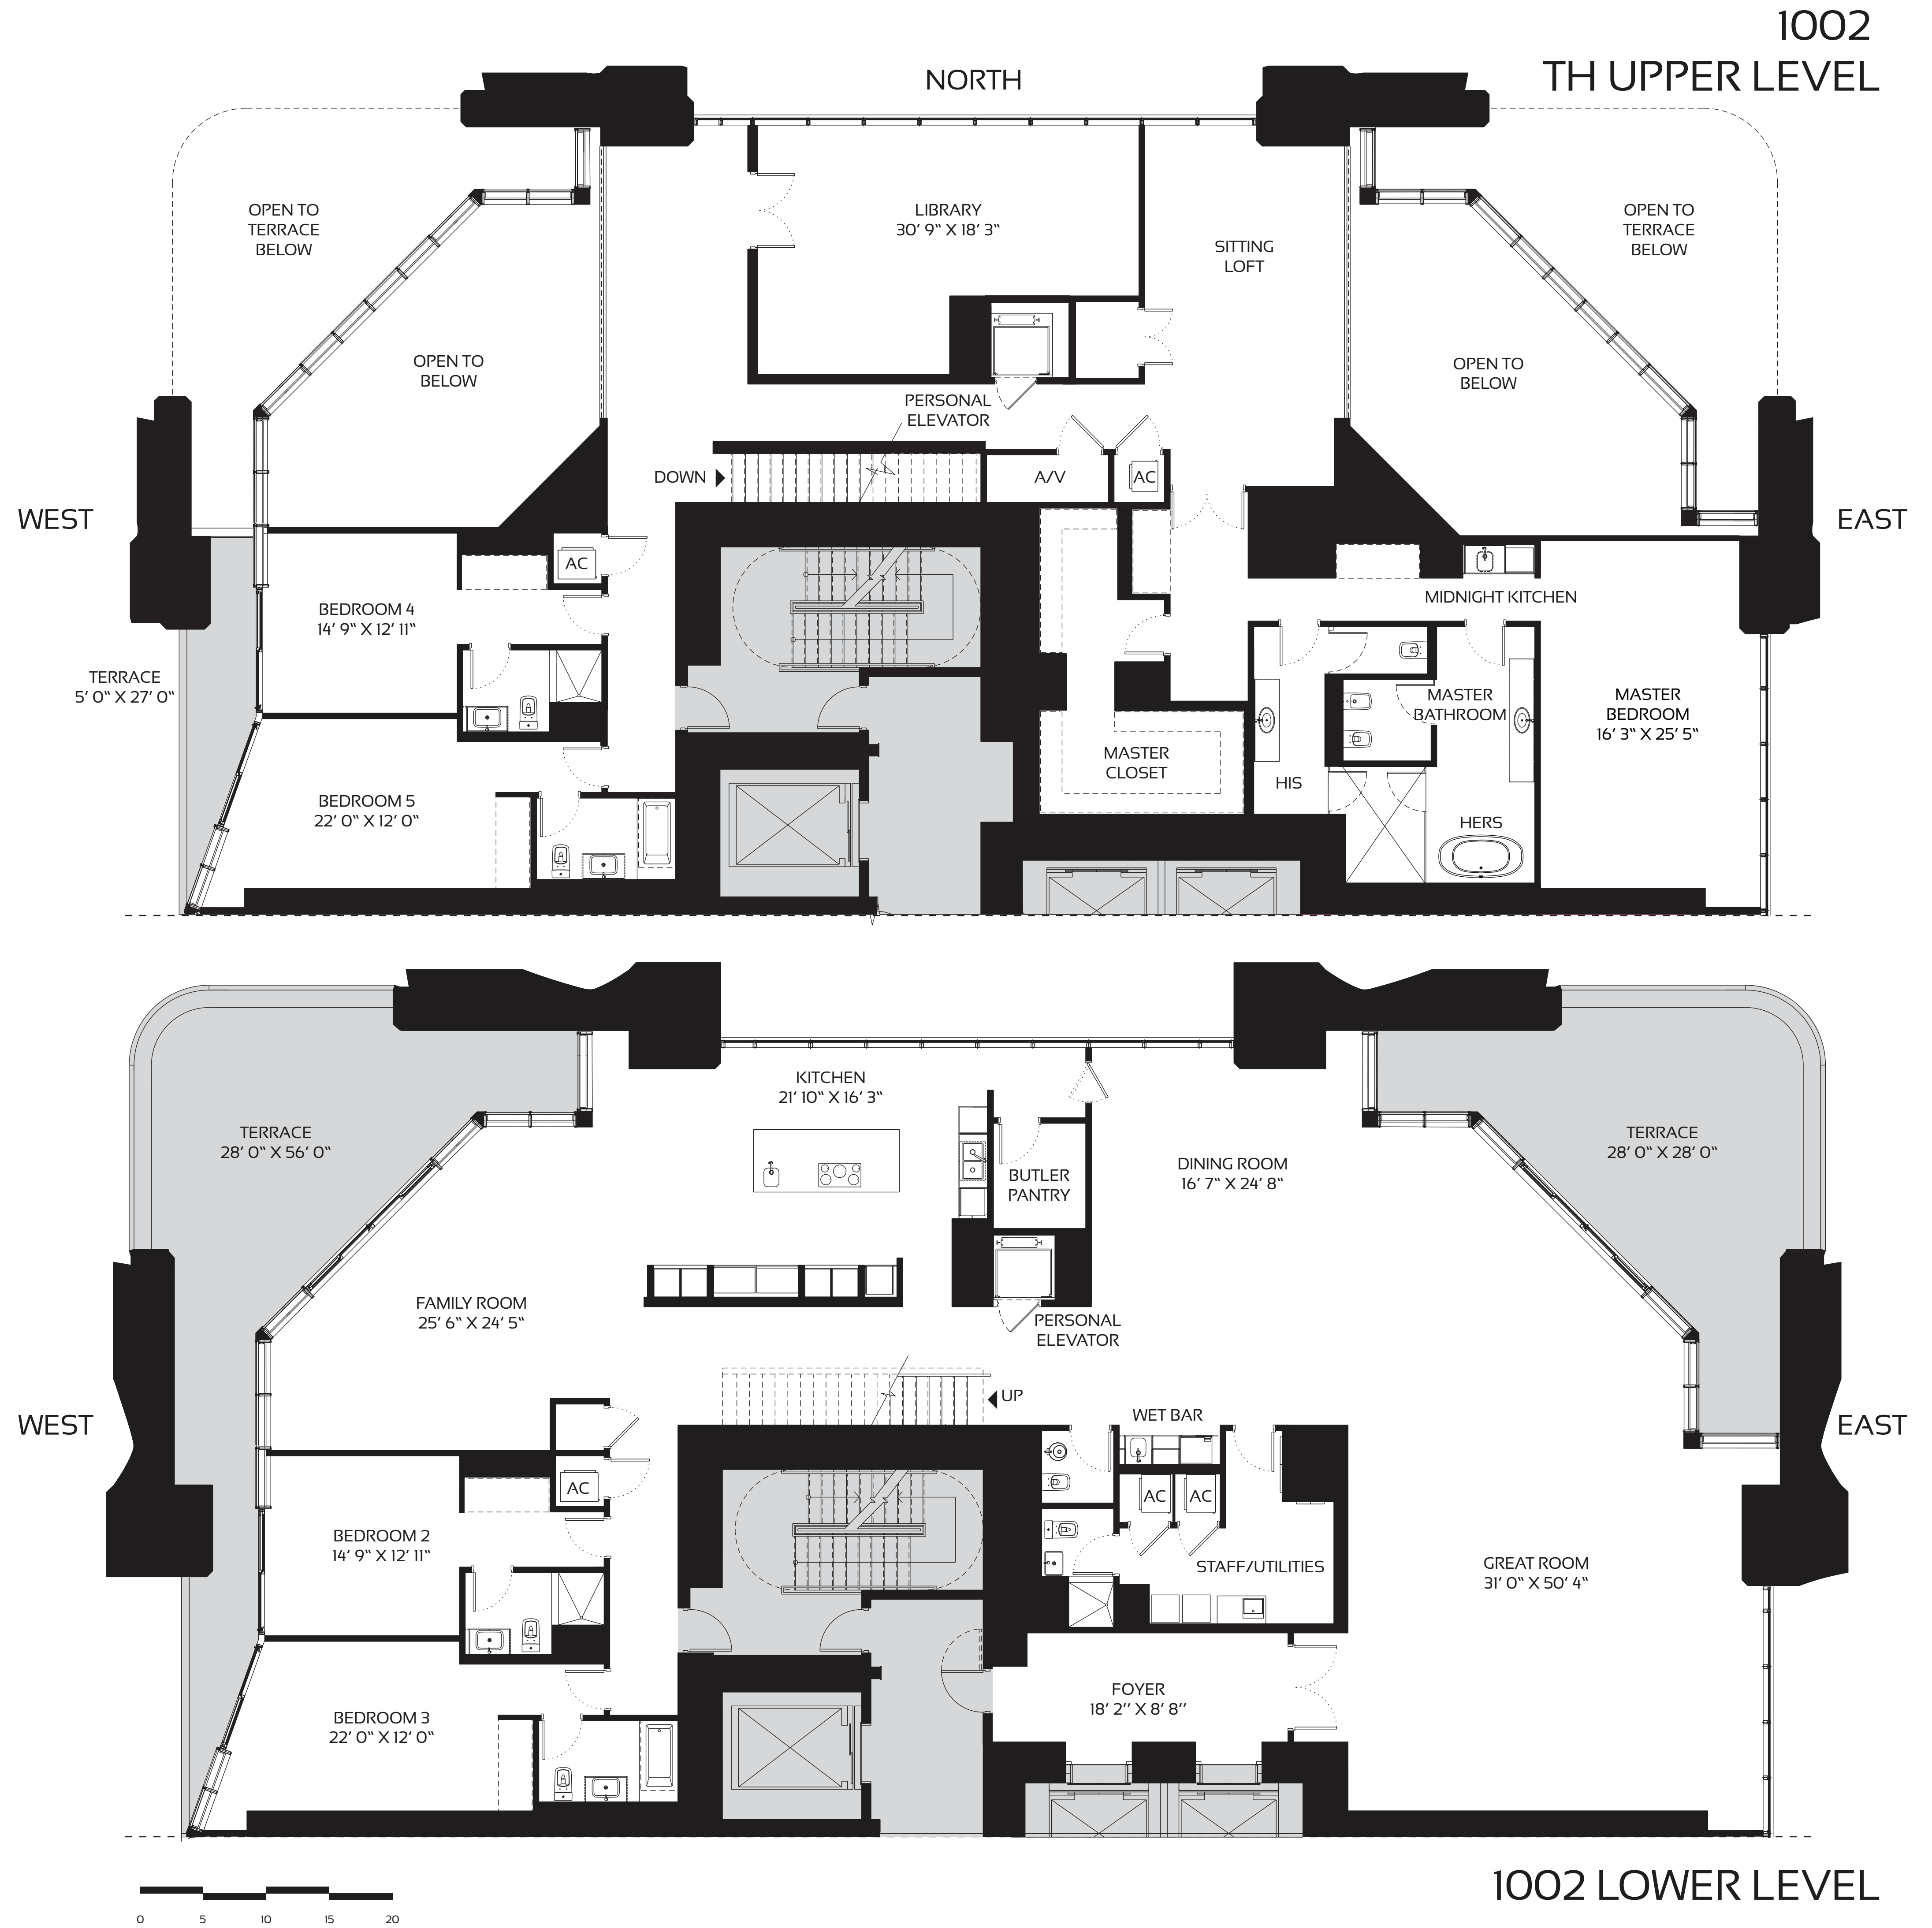 1002
TH UPPER LEVEL
NORTH
OPEN TO
TERRACE
BELOW
LIBRARY
30' 9" X 18' 3"
SITTING
LOFT
OPEN TO
TERRACE
BELOW
OPEN TO
BELOW
OPEN TO
BELOW
PERSONAL
ELEVATOR
DOWN
A/V
AC
WEST
EAST
AC
BEDROOM 4
14' 9" X 12' 11"
MIDNIGHT KITCHEN
TERRACE
5' 0" X 27' 0"
MASTER
BATHROOM
MASTER
BEDROOM
16' 3" X 25' 5"
MASTER
CLOSET
HIS
BEDROOM 5
22' 0" X 12' 0"
HERS
KITCHEN
21' 10" X 16' 3"
TERRACE
28' 0" X 56' 0"
BUTLER
PANTRY
DINING ROOM
16' 7" X 24' 8"
TERRACE
28' 0" X 28' 0"
FAMILY ROOM
25' 6" X 24' 5"
PERSONAL
ELEVATOR
UP
WET BAR
WEST
EAST
AC
AC
AC
BEDROOM 2
14' 9" X 12' 11"
STAFF/UTILITIES
GREAT ROOM
31' 0" X 50' 4"
FOYER
18' 2'' X 8' 8''
BEDROOM 3
22' 0" X 12' 0"
1002 LOWER LEVEL
0 5 10 15 20